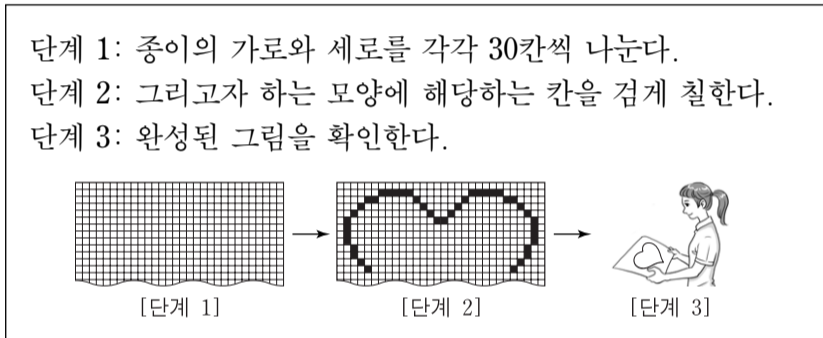 단계 1: 종이의 가로와 세로를 각각 30칸씩 나눈다.
단계 2: 그리고자 하는 모양에 해당하는 칸을 검게 칠한다.
단계 3: 완성된 그림을 확인한다.
[단계 1] [단계 2] [단계 3]